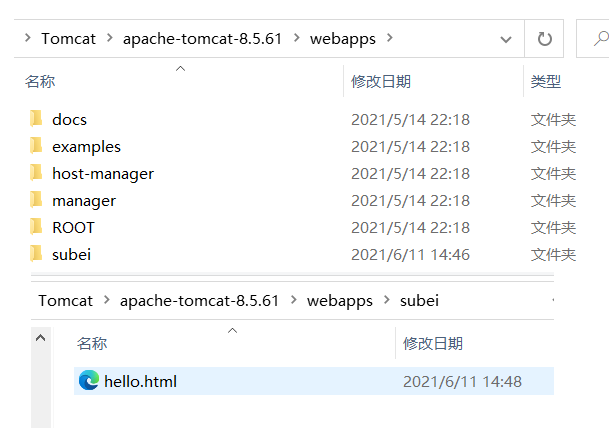 Tomcat > apache-tomcat-8.5.61 > webapps >
名称 修改日期 类型
docs 2021/5/14 22:18 文件夹
examples 2021/5/14 22:18 文件夹
host-manager 2021/5/14 22:18 文件夹
manager 2021/5/14 22:18 文件夹
ROOT 2021/5/14 22:18 文件夹
subei 2021/6/11 14:46 文件夹
Tomcat > apache-tomcat-8.5.61 > webapps > subei
名称 修改日期
hello.html 2021/6/11 14:48